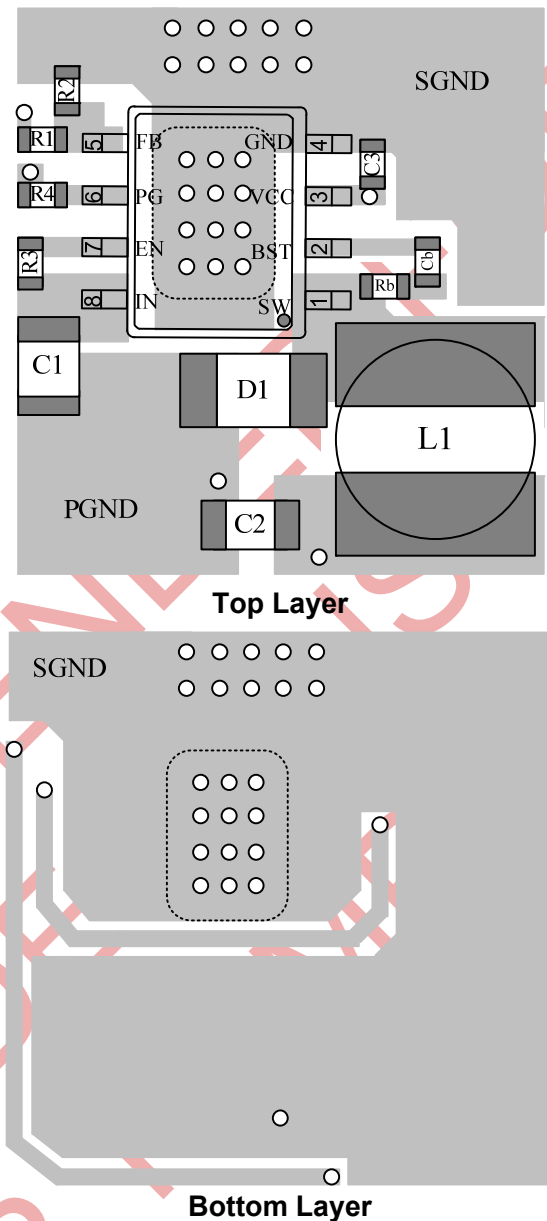 SGND
R2
R1
5
FB
GND
4
C3
R4
6
PG
VCC
3
R3
7
EN
BST
2
Cb
Rb
8
IN
SW
1
C1
D1
L1
PGND
C2
Top Layer
SGND
Bottom Layer